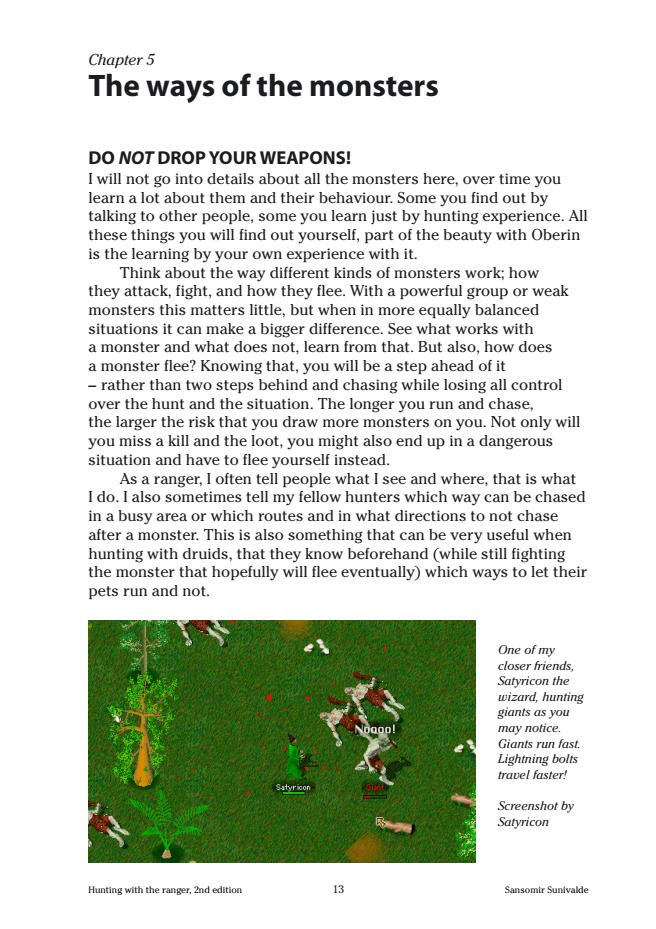 Chapter 5
The ways of the monsters
DO NOT DROP YOUR WEAPONS!
I will not go into details about all the monsters here, over time you
learn a lot about them and their behaviour. Some you find out by
talking to other people, some you learn just by hunting experience. All
these things you will find out yourself, part of the beauty with Oberin
is the learning by your own experience with it.
Think about the way different kinds of monsters work; how
they attack, fight, and how they flee. With a powerful group or weak
monsters this matters little, but when in more equally balanced
situations it can make a bigger difference. See what works with
a monster and what does not, learn from that. But also, how does
a monster flee? Knowing that, you will be a step ahead of it
– rather than two steps behind and chasing while losing all control
over the hunt and the situation. The longer you run and chase,
the larger the risk that you draw more monsters on you. Not only will
you miss a kill and the loot, you might also end up in a dangerous
situation and have to flee yourself instead.
As a ranger, I often tell people what I see and where, that is what
I do. I also sometimes tell my fellow hunters which way can be chased
in a busy area or which routes and in what directions to not chase
after a monster. This is also something that can be very useful when
hunting with druids, that they know beforehand (while still fighting
the monster that hopefully will flee eventually) which ways to let their
pets run and not.
Noooo!
Satyricon
Giant
One of my
closer friends,
Satyricon the
wizard, hunting
giants as you
may notice.
Giants run fast.
Lightning bolts
travel faster!
Screenshot by
Satyricon
Hunting with the ranger, 2nd edition
13
Sansomir Sunivalde